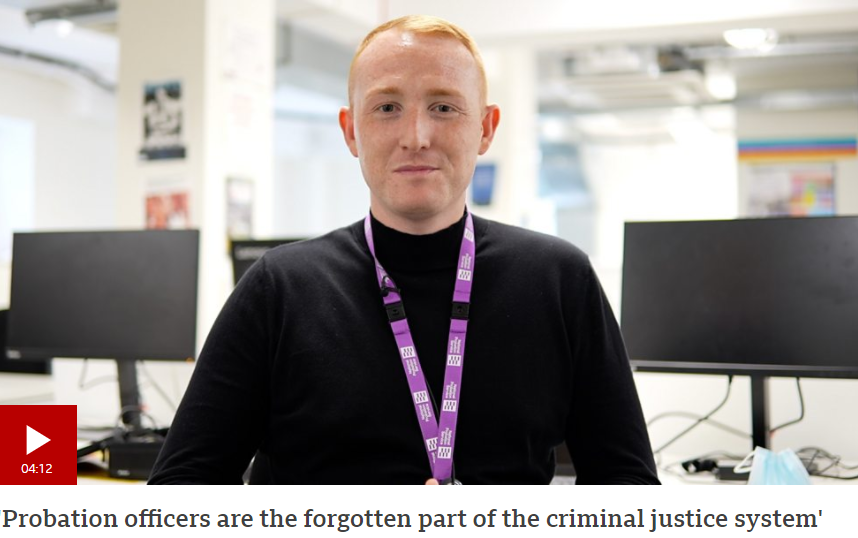 04:12
'Probation officers are the forgotten part of the criminal justice system'